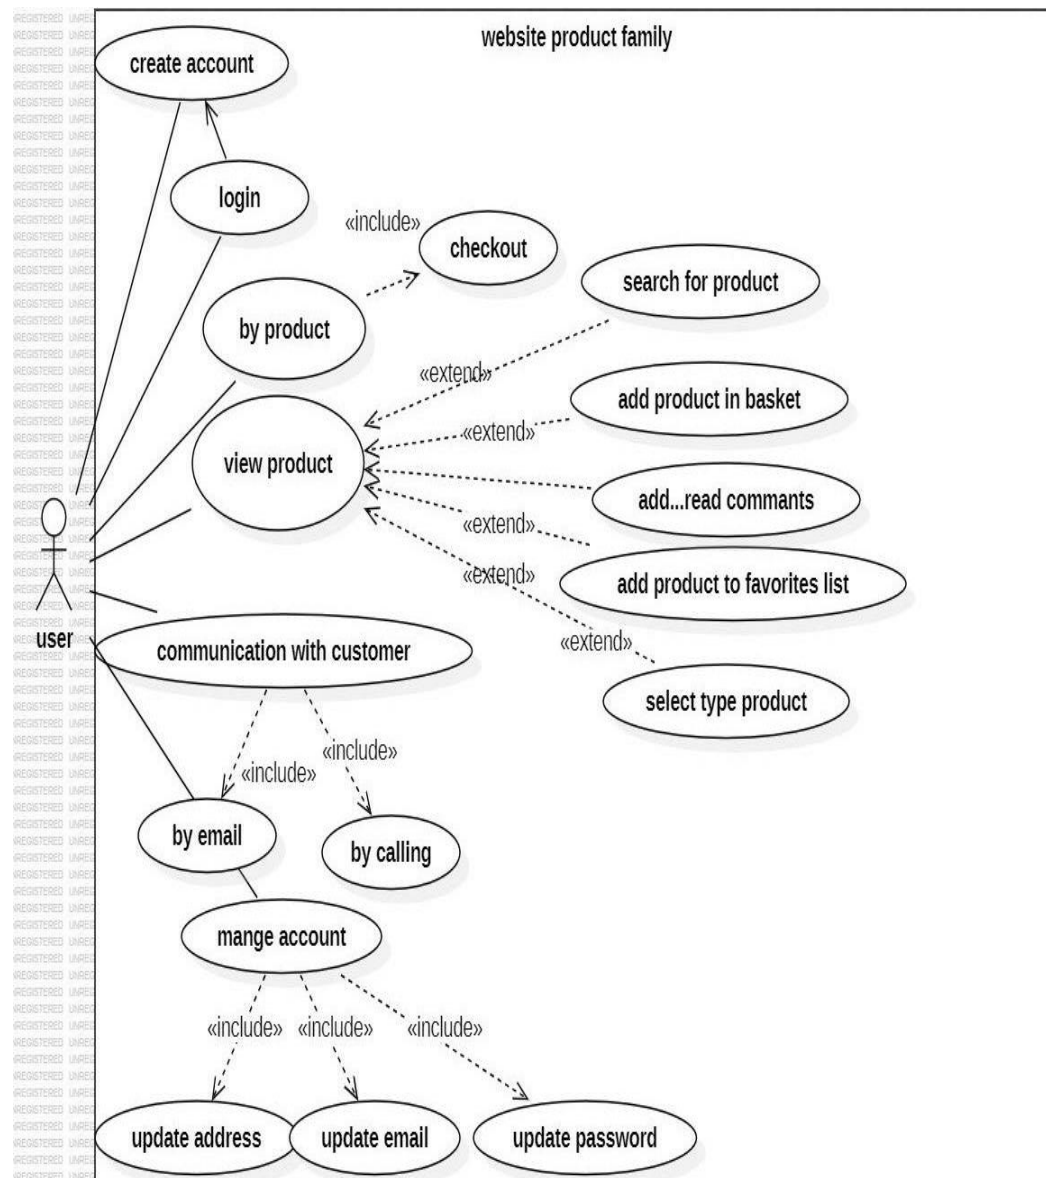 website product family
create account
login
«include»
checkout
search for product
by product
«extend»
add product in basket
«extend»
view product
add...read commants
«extend»
«extend»
add product to favorites list
user
«extend»
communication with customer
select type product
«include»
«include»
by email
by calling
mange account
«include»
«include»
«include»
update address
update email
update password
UNREGISTERED